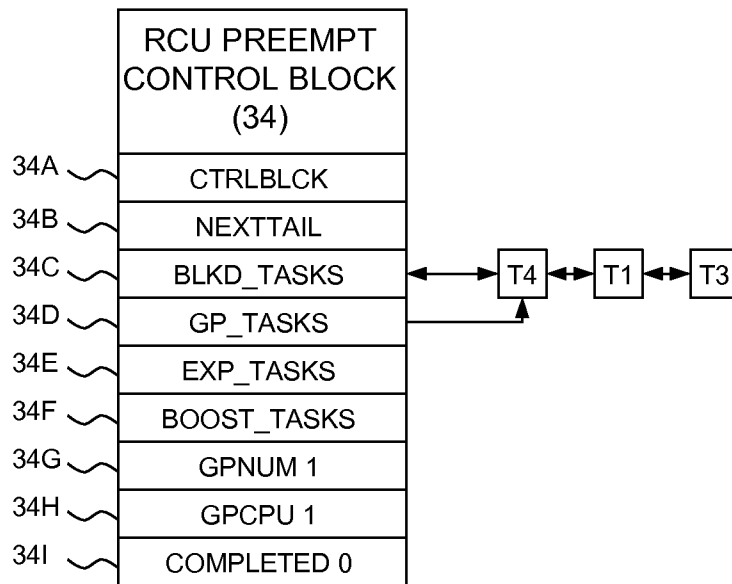 RCU PREEMPT
CONTROL BLOCK
(34)
34A CTRLBLCK
34B NEXTTAIL
34C BLKD_TASKS T4 T1 T3
34D GP_TASKS
34E EXP_TASKS
34F BOOST_TASKS
34G GPNUM 1
34H GPCPU 1
34I COMPLETED 0